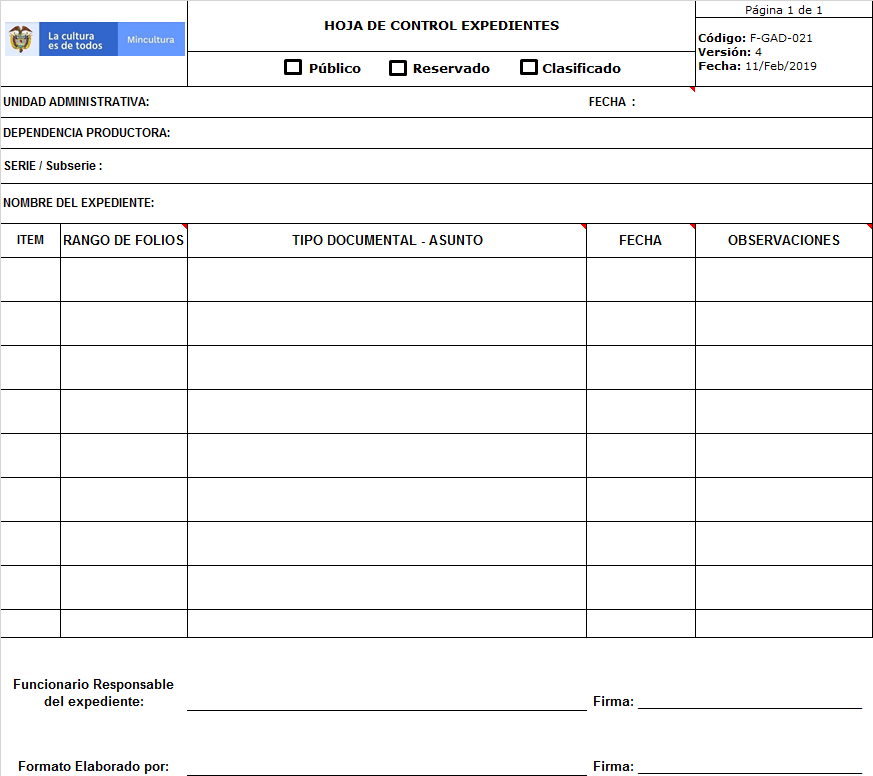 La cultura
es de todos
Mincultura
HOJA DE CONTROL EXPEDIENTES
Público Reservado Clasificado
Página 1 de 1
Código: F-GAD-021
Versión: 4
Fecha: 11/Feb/2019
UNIDAD ADMINISTRATIVA: FECHA :
DEPENDENCIA PRODUCTORA:
SERIE / Subserie :
NOMBRE DEL EXPEDIENTE:
ITEM RANGO DE FOLIOS TIPO DOCUMENTAL - ASUNTO FECHA OBSERVACIONES
Funcionario Responsable
del expediente: Firma:
Formato Elaborado por: Firma: